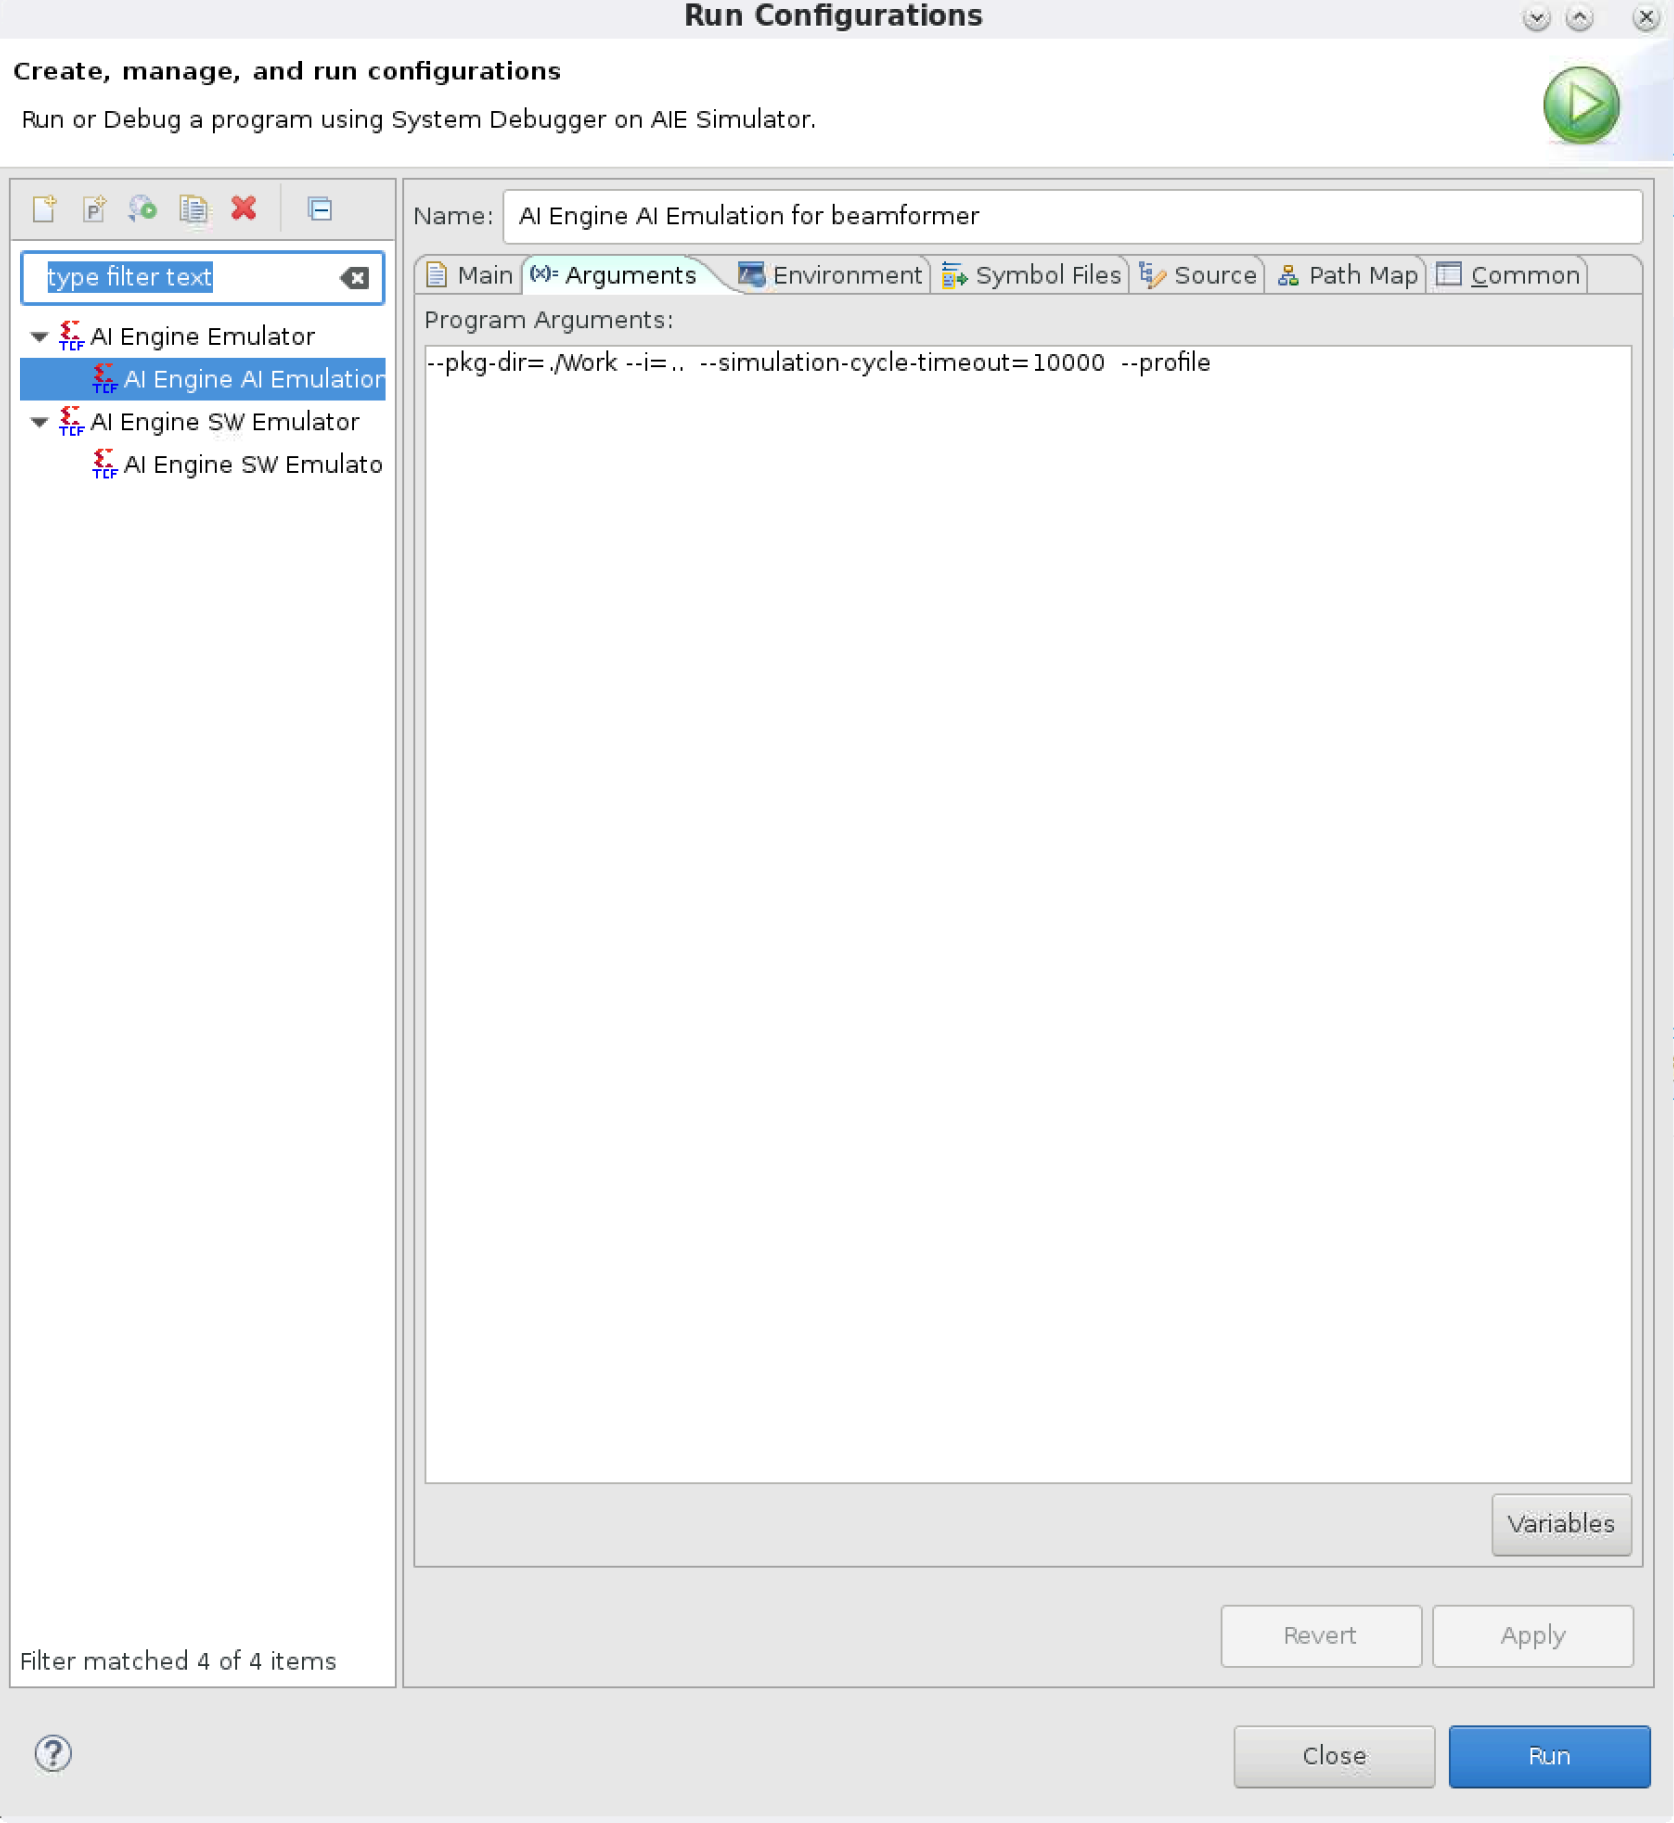 Run Configurations
Create, manage, and run configurations
Run or Debug a program using System Debugger on AIE Simulator.
type filter text
AI Engine Emulator
TCF AI Engine AI Emulation
AI Engine SW Emulator
TCF AI Engine SW Emulato
Filter matched 4 of 4 items
Name: AI Engine AI Emulation for beamformer
Main (x)= Arguments Environment Symbol Files Source Path Map Common
Program Arguments:
--pkg-dir=./Work --i=.. --simulation-cycle-timeout=10000 --profile
Variables
Revert Apply
Close Run